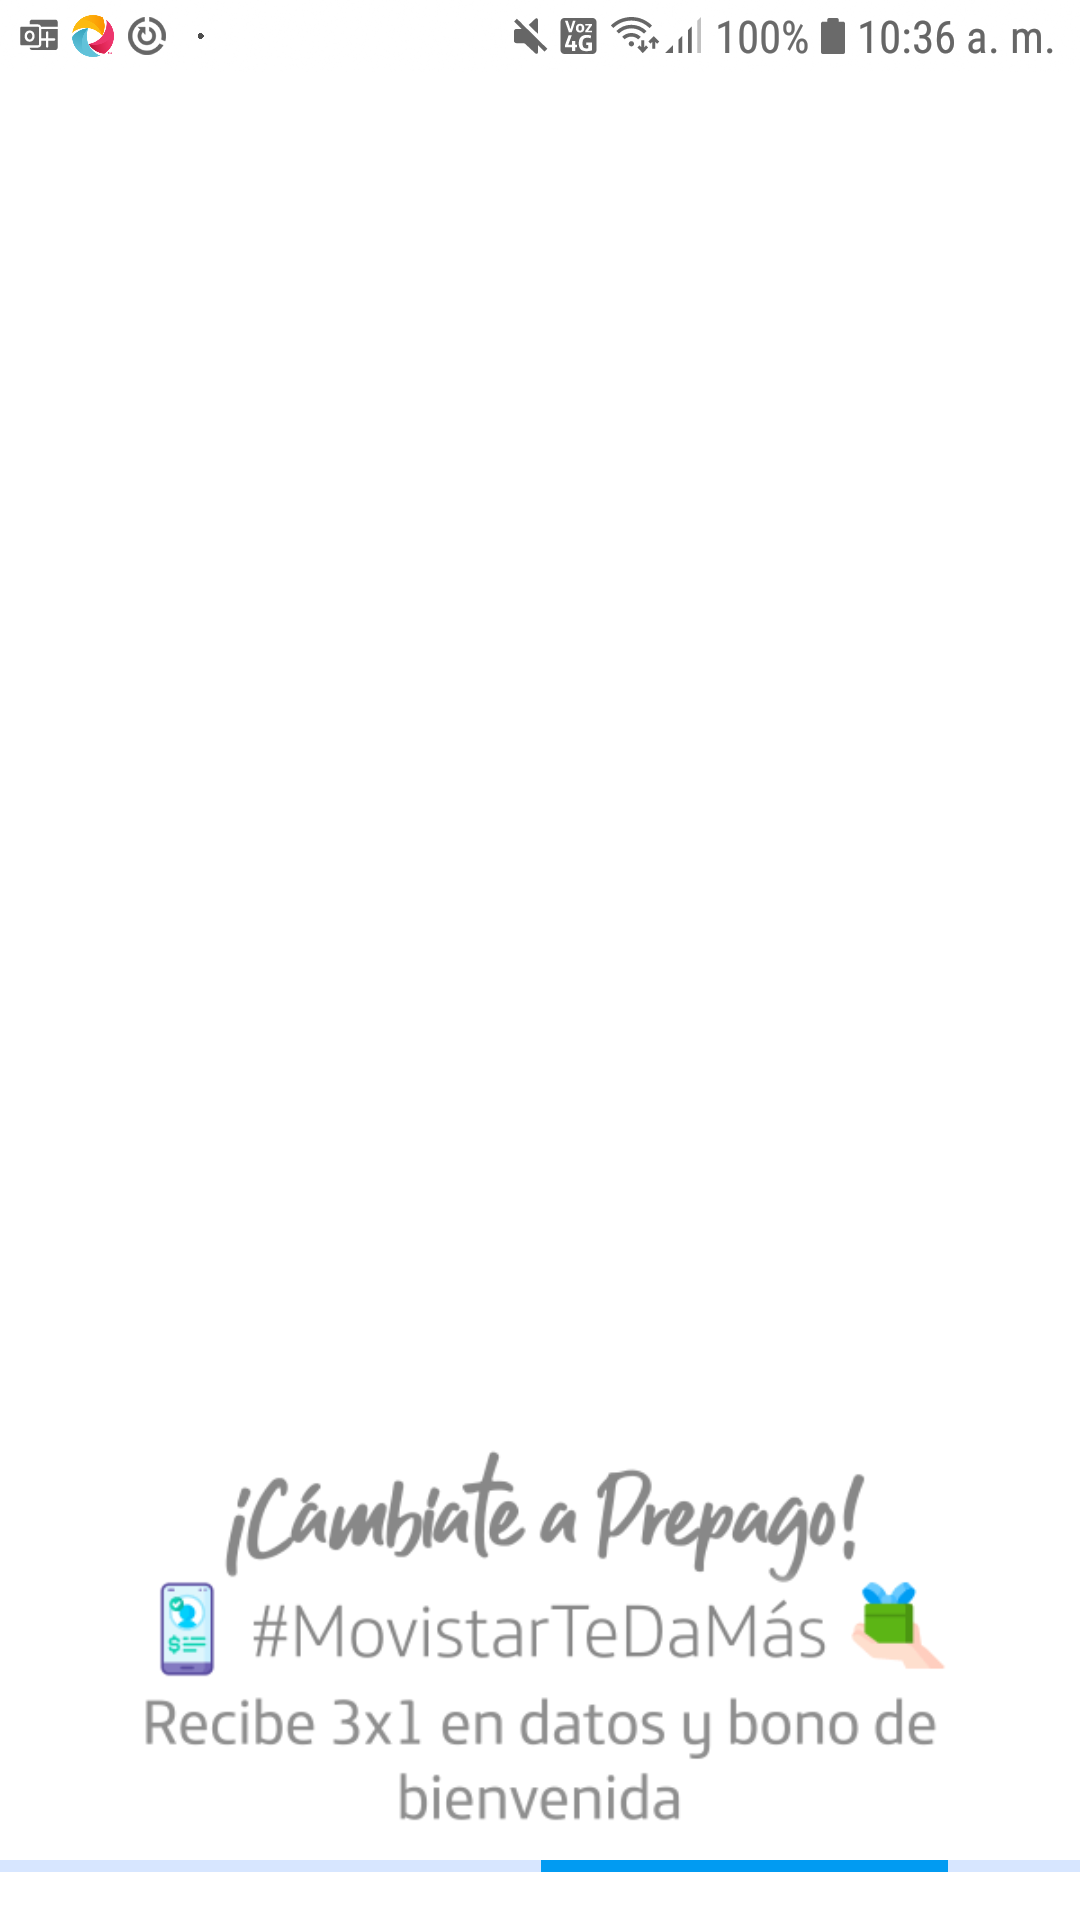 Voz 4G 100% 10:36 a. m.
¡Cámbiate a Prepago!
#MovistarTeDaMás
Recibe 3x1 en datos y bono de
bienvenida